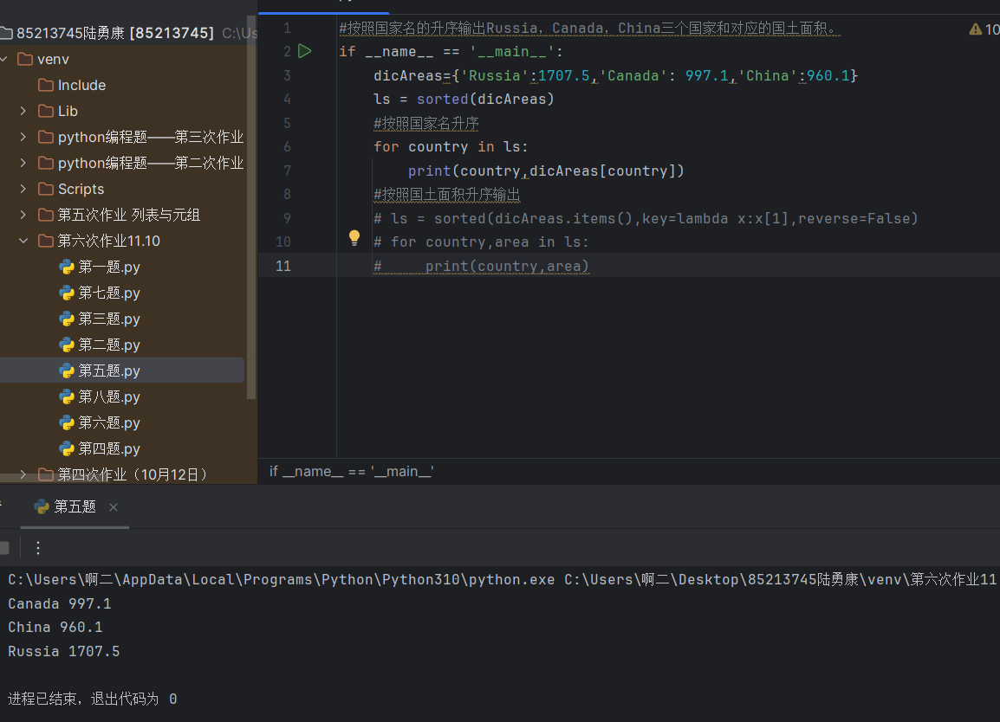 85213745陆勇康 [85213745] C:\Us
venv
Include
Lib
python编程题——第三次作业
python编程题——第二次作业
Scripts
第五次作业 列表与元组
第六次作业11.10
第一题.py
第七题.py
第三题.py
第二题.py
第五题.py
第八题.py
第六题.py
第四题.py
第四次作业（10月12日）
1 #按照国家名的升序输出Russia，Canada，China三个国家和对应的国土面积。
10
2 if __name__ == '__main__':
3 dicAreas={'Russia':1707.5,'Canada': 997.1,'China':960.1}
4 ls = sorted(dicAreas)
5 #按照国家名升序
6 for country in ls:
7 print(country,dicAreas[country])
8 #按照国土面积升序输出
9 # ls = sorted(dicAreas.items(),key=lambda x:x[1],reverse=False)
10 # for country,area in ls:
11 #     print(country,area)
if __name__ == '__main__'
第五题
C:\Users\啊二\AppData\Local\Programs\Python\Python310\python.exe C:\Users\啊二\Desktop\85213745陆勇康\venv\第六次作业11
Canada 997.1
China 960.1
Russia 1707.5
进程已结束，退出代码为 0